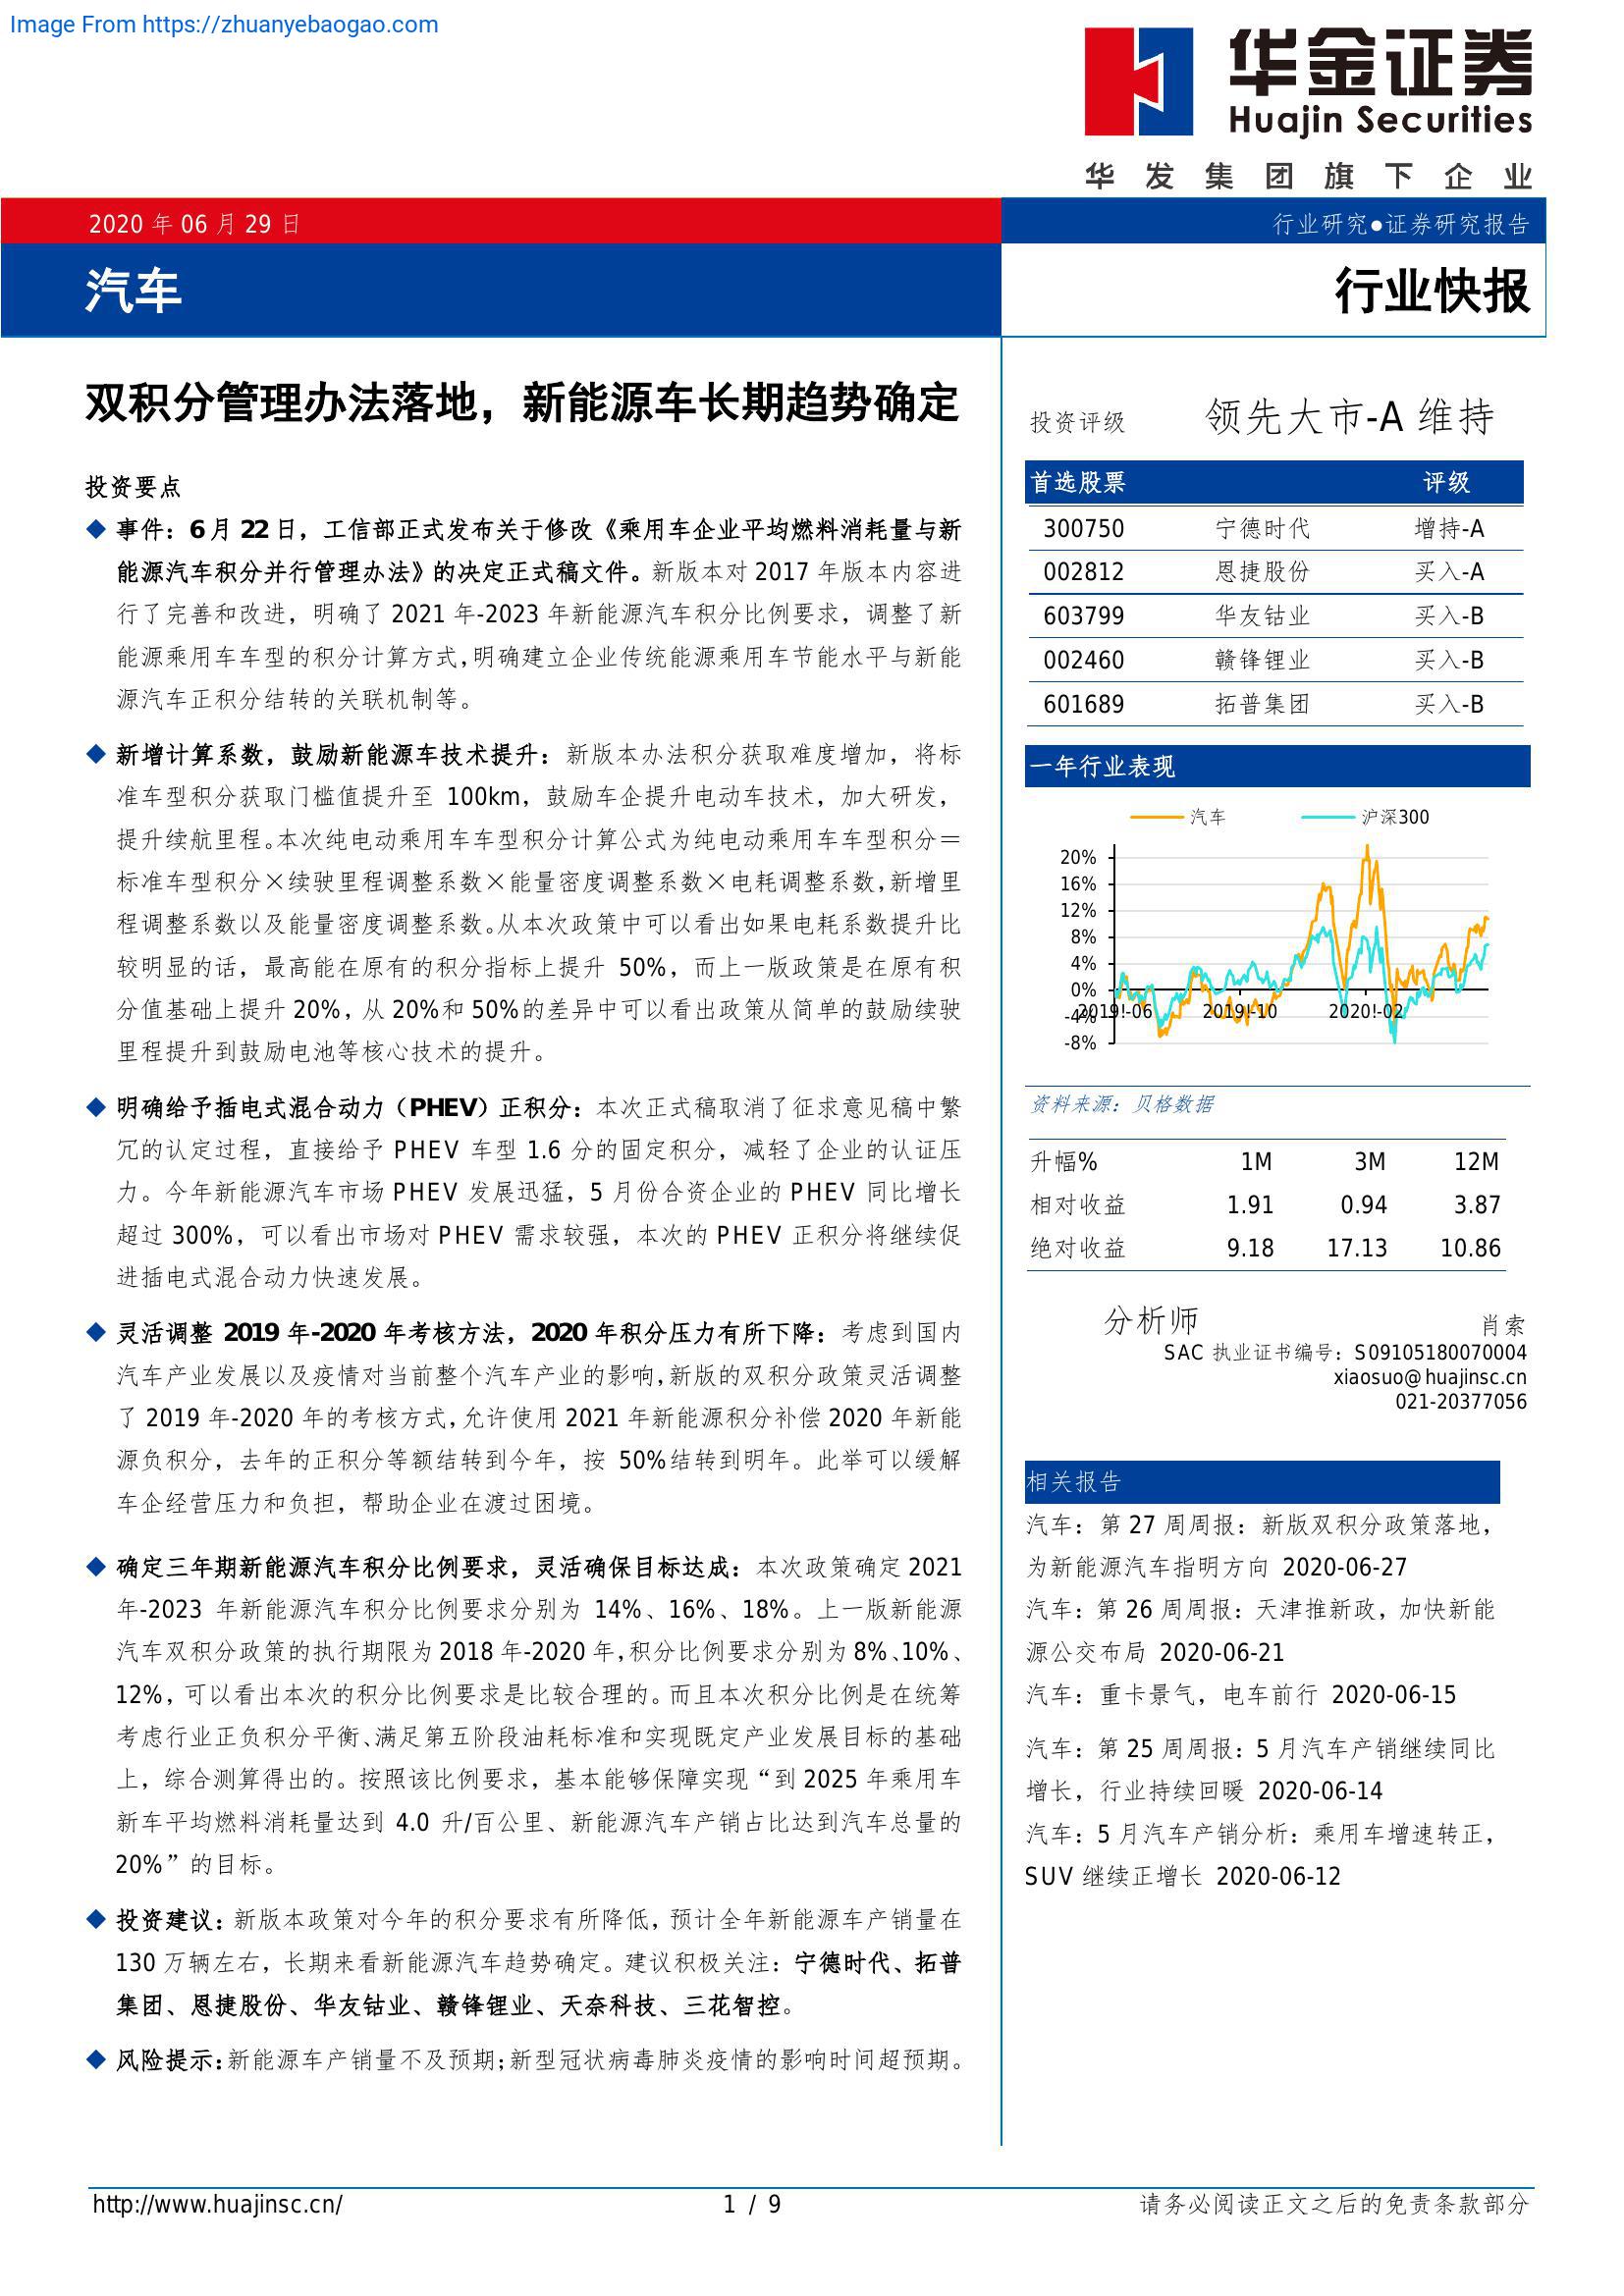 Image From https://zhuanyebaogao.com
华金证券
Huajin Securities
华发集团旗下企业
2020 年 06 月 29 日
行业研究●证券研究报告
汽车
行业快报
双积分管理办法落地，新能源车长期趋势确定
投资要点
◆ 事件：6 月 22 日，工信部正式发布关于修改《乘用车企业平均燃料消耗量与新
能源汽车积分并行管理办法》的决定正式稿文件。新版本对 2017 年版本内容进
行了完善和改进，明确了 2021 年-2023 年新能源汽车积分比例要求，调整了新
能源乘用车车型的积分计算方式,明确建立企业传统能源乘用车节能水平与新能
源汽车正积分结转的关联机制等。
◆ 新增计算系数，鼓励新能源车技术提升：新版本办法积分获取难度增加，将标
准车型积分获取门槛值提升至 100km，鼓励车企提升电动车技术，加大研发，
提升续航里程。本次纯电动乘用车车型积分计算公式为纯电动乘用车车型积分＝
标准车型积分×续驶里程调整系数×能量密度调整系数×电耗调整系数,新增里
程调整系数以及能量密度调整系数。从本次政策中可以看出如果电耗系数提升比
较明显的话，最高能在原有的积分指标上提升 50%，而上一版政策是在原有积
分值基础上提升 20%，从 20%和 50%的差异中可以看出政策从简单的鼓励续驶
里程提升到鼓励电池等核心技术的提升。
◆ 明确给予插电式混合动力（PHEV）正积分：本次正式稿取消了征求意见稿中繁
冗的认定过程，直接给予 PHEV 车型 1.6 分的固定积分，减轻了企业的认证压
力。今年新能源汽车市场 PHEV 发展迅猛，5 月份合资企业的 PHEV 同比增长
超过 300%，可以看出市场对 PHEV 需求较强，本次的 PHEV 正积分将继续促
进插电式混合动力快速发展。
◆ 灵活调整 2019 年-2020 年考核方法，2020 年积分压力有所下降：考虑到国内
汽车产业发展以及疫情对当前整个汽车产业的影响,新版的双积分政策灵活调整
了 2019 年-2020 年的考核方式,允许使用 2021 年新能源积分补偿 2020 年新能
源负积分，去年的正积分等额结转到今年，按 50%结转到明年。此举可以缓解
车企经营压力和负担，帮助企业在渡过困境。
◆ 确定三年期新能源汽车积分比例要求，灵活确保目标达成：本次政策确定 2021
年-2023 年新能源汽车积分比例要求分别为 14%、16%、18%。上一版新能源
汽车双积分政策的执行期限为 2018 年-2020 年,积分比例要求分别为 8%、10%、
12%，可以看出本次的积分比例要求是比较合理的。而且本次积分比例是在统筹
考虑行业正负积分平衡、满足第五阶段油耗标准和实现既定产业发展目标的基础
上，综合测算得出的。按照该比例要求，基本能够保障实现“到 2025 年乘用车
新车平均燃料消耗量达到 4.0 升/百公里、新能源汽车产销占比达到汽车总量的
20%”的目标。
◆ 投资建议：新版本政策对今年的积分要求有所降低，预计全年新能源车产销量在
130 万辆左右，长期来看新能源汽车趋势确定。建议积极关注：宁德时代、拓普
集团、恩捷股份、华友钴业、赣锋锂业、天奈科技、三花智控。
◆ 风险提示:新能源车产销量不及预期;新型冠状病毒肺炎疫情的影响时间超预期。
投资评级 领先大市-A 维持
首选股票 评级
300750 宁德时代 增持-A
002812 恩捷股份 买入-A
603799 华友钴业 买入-B
002460 赣锋锂业 买入-B
601689 拓普集团 买入-B
一年行业表现
汽车 沪深300
20%
16%
12%
8%
4%
0%
-4%
-8%
2019!-06 2019!-10 2020!-02
资料来源：贝格数据
升幅% 1M 3M 12M
相对收益 1.91 0.94 3.87
绝对收益 9.18 17.13 10.86
分析师 肖索
SAC 执业证书编号：S09105180070004
xiaosuo@huajinsc.cn
021-20377056
相关报告
汽车：第 27 周周报：新版双积分政策落地，
为新能源汽车指明方向 2020-06-27
汽车：第 26 周周报：天津推新政，加快新能
源公交布局 2020-06-21
汽车：重卡景气，电车前行 2020-06-15
汽车：第 25 周周报：5 月汽车产销继续同比
增长，行业持续回暖 2020-06-14
汽车：5 月汽车产销分析：乘用车增速转正，
SUV 继续正增长 2020-06-12
http://www.huajinsc.cn/ 1 / 9 请务必阅读正文之后的免责条款部分